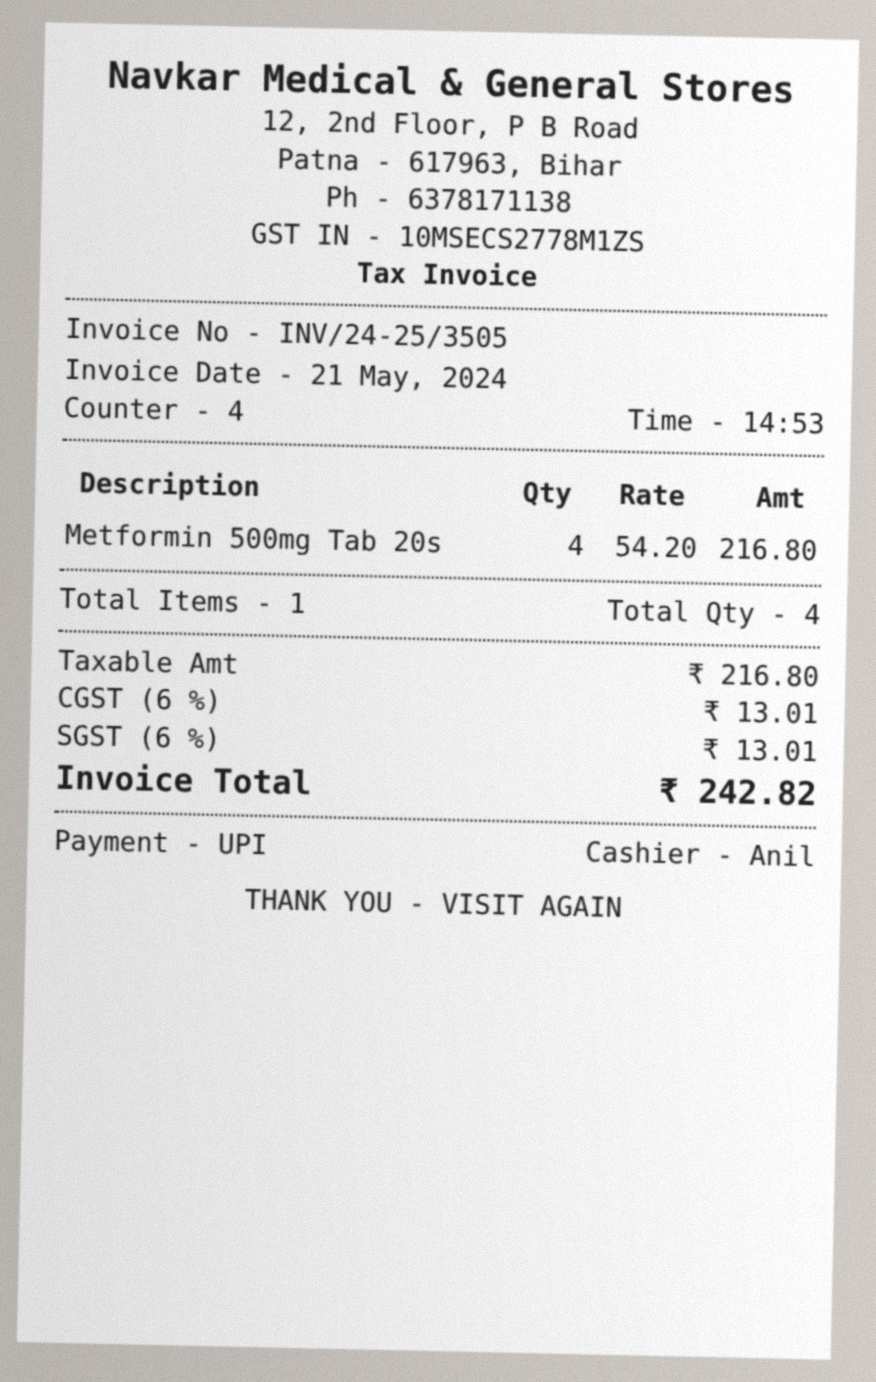 Navkar Medical & General Stores
12, 2nd Floor, P B Road
Patna - 617963, Bihar
Ph - 6378171138
GST IN - 10MSECS2778M1ZS
Tax Invoice
Invoice No - INV/24-25/3505
Invoice Date - 21 May, 2024
Counter - 4 Time - 14:53
Description Qty Rate Amt
Metformin 500mg Tab 20s 4 54.20 216.80
Total Items - 1 Total Qty - 4
Taxable Amt ₹ 216.80
CGST (6 %) ₹ 13.01
SGST (6 %) ₹ 13.01
Invoice Total ₹ 242.82
Payment - UPI Cashier - Anil
THANK YOU - VISIT AGAIN